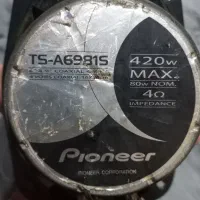 TS-A6981S
420W
MAX.
80W NOM.
4Ω
IMPEDANCE
Pioneer
PIONEER CORPORATION